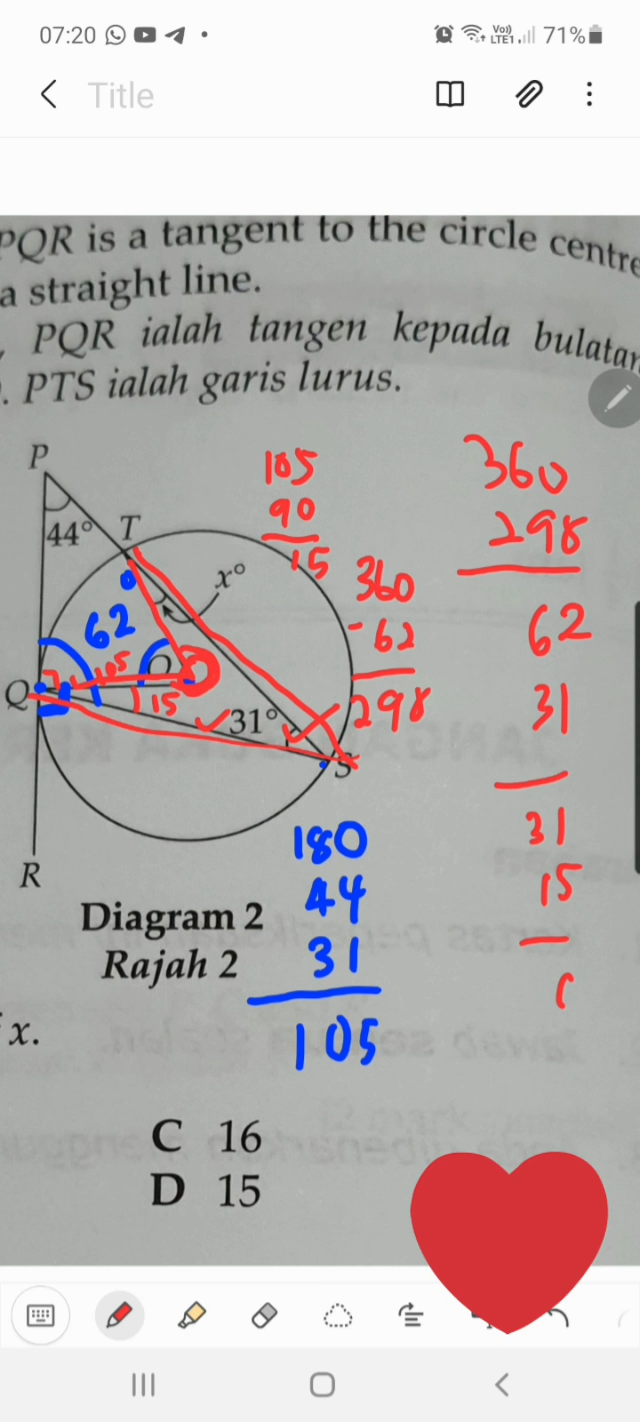 07:20 71%
Vo))
LTE1
Title
PQR is a tangent to the circle centre
a straight line.
PQR ialah tangen kepada bulatan
. PTS ialah garis lurus.
P
44° T
x°
62
105
O
Q
15
31°
S
R
105
90
15
360
-62
298
360
298
62
31
31
15
180
44
31
105
Diagram 2
Rajah 2
x.
C 16
D 15